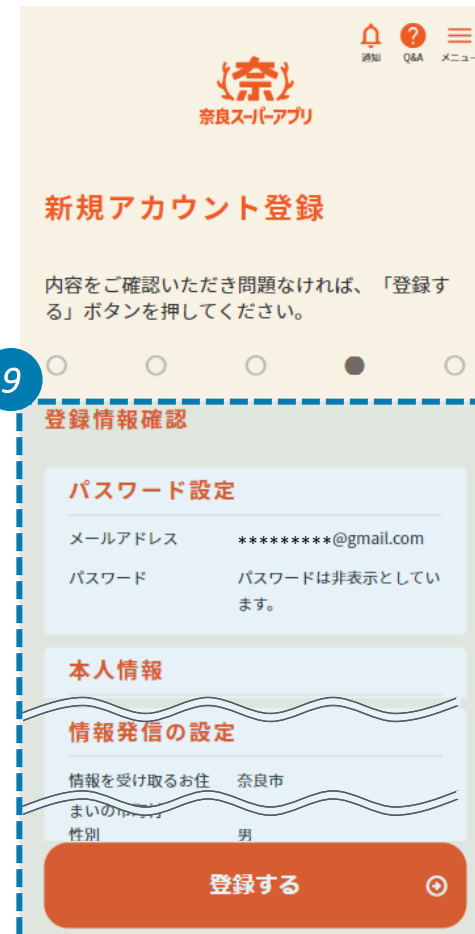 通知 Q&A メニュー
奈
奈良スーパーアプリ
新規アカウント登録
内容をご確認いただき問題なければ、「登録す
る」ボタンを押してください。
9
登録情報確認
パスワード設定
メールアドレス *********@gmail.com
パスワード パスワードは非表示としてい
ます。
本人情報
情報発信の設定
情報を受け取るお住 奈良市
まいの市町村
性別 男
登録する